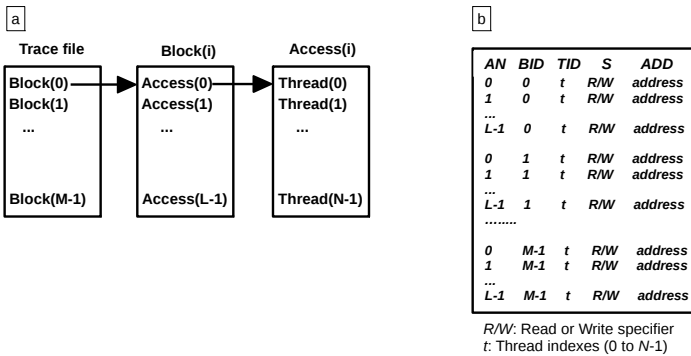 a
Trace file
Block(i)
Access(i)
Block(0)
Block(1)
...
Block(M-1)
Access(0)
Access(1)
...
Access(L-1)
Thread(0)
Thread(1)
...
Thread(N-1)
b
AN BID TID S ADD
0 0 t R/W address
1 0 t R/W address
...
L-1 0 t R/W address
0 1 t R/W address
1 1 t R/W address
...
L-1 1 t R/W address
........
0 M-1 t R/W address
1 M-1 t R/W address
...
L-1 M-1 t R/W address
R/W: Read or Write specifier
t: Thread indexes (0 to N-1)